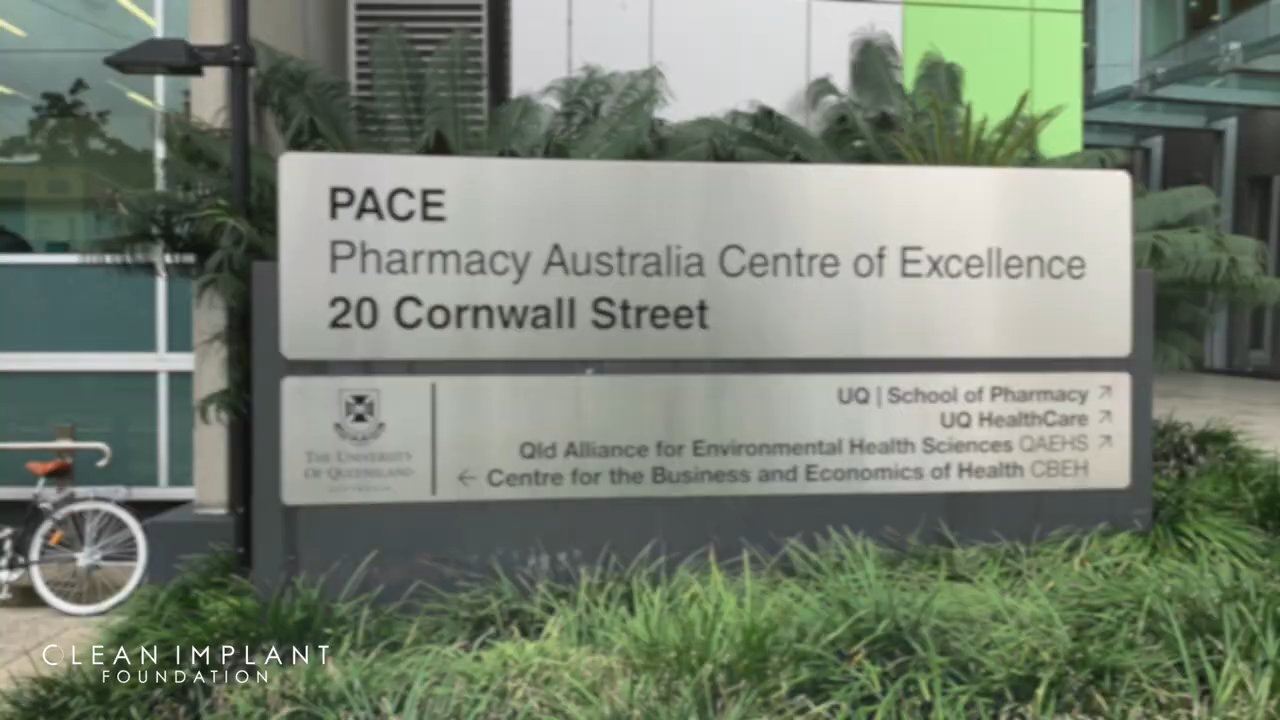 PACE
Pharmacy Australia Centre of Excellence
20 Cornwall Street
THE UNIVERSITY
OF QUEENSLAND
AUSTRALIA
UQ | School of Pharmacy ↗
UQ HealthCare ↗
Qld Alliance for Environmental Health Sciences QAEHS ↗
← Centre for the Business and Economics of Health CBEH
CLEAN IMPLANT
FOUNDATION